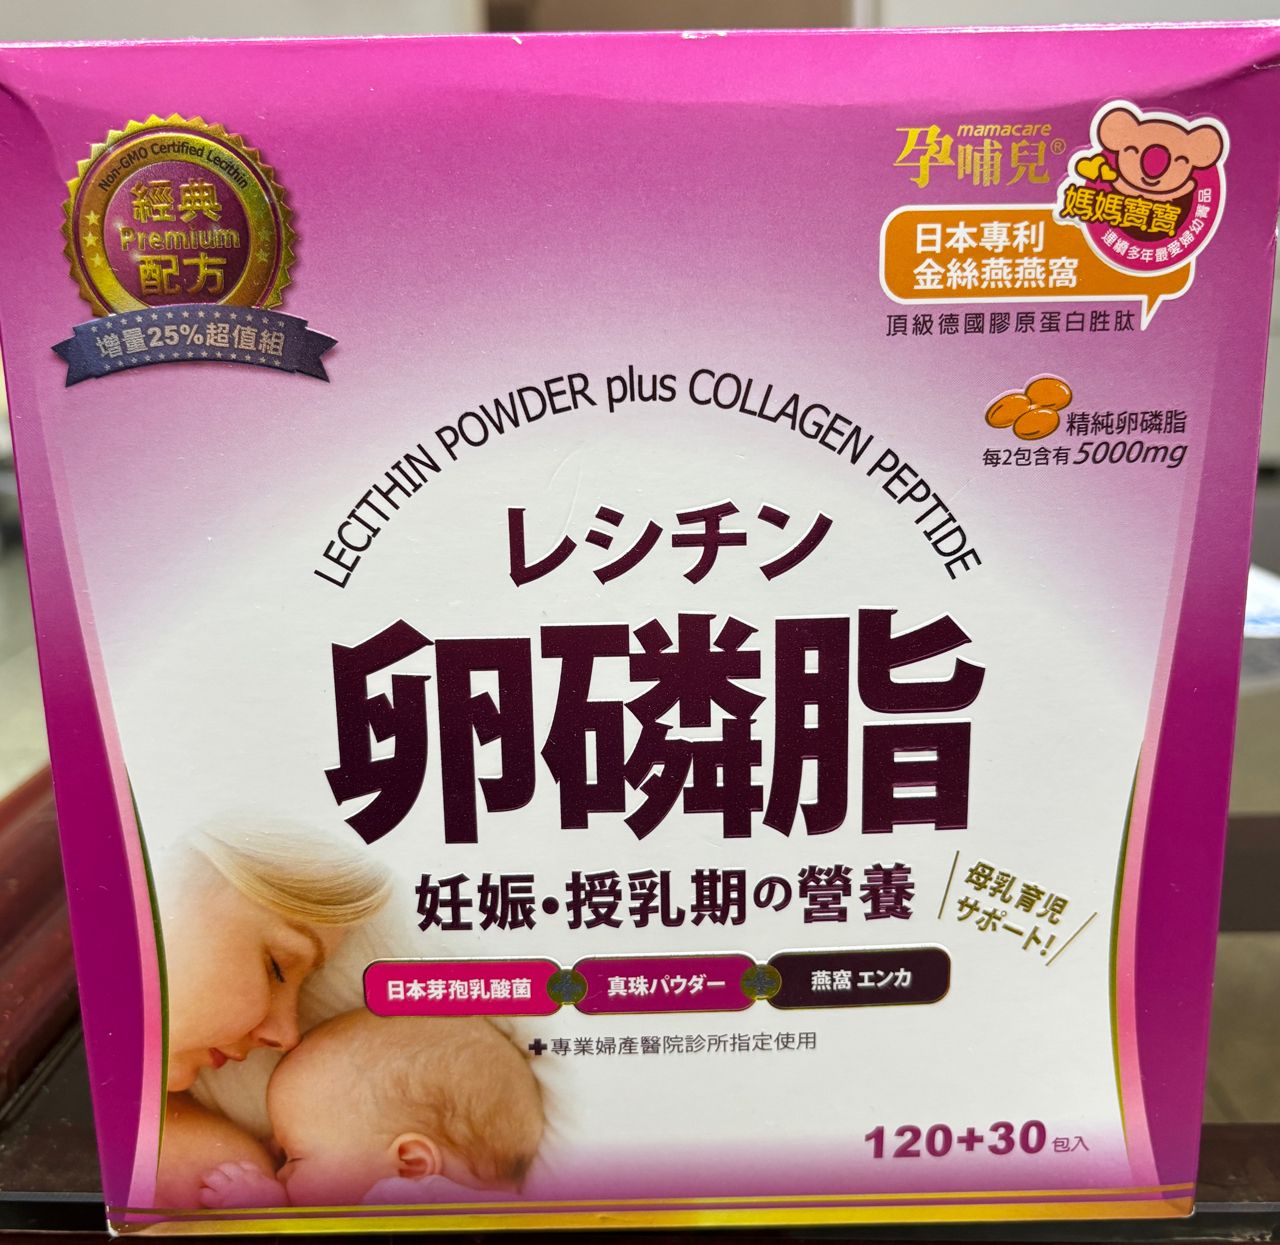 Non-GMO Certified Lecithin
經典
Premium
配方
增量25%超值組
mamacare
孕哺兒®
媽媽寶寶
連續多年最愛婦幼菁品
日本專利
金絲燕燕窩
頂級德國膠原蛋白胜肽
精純卵磷脂
每2包含有5000mg
LECITHIN POWDER plus COLLAGEN PEPTIDE
レシチン
卵磷脂
妊娠・授乳期の營養
母乳育児
サポート!
日本芽孢乳酸菌
真珠パウダー
燕窩 エンカ
✚專業婦產醫院診所指定使用
120+30包入